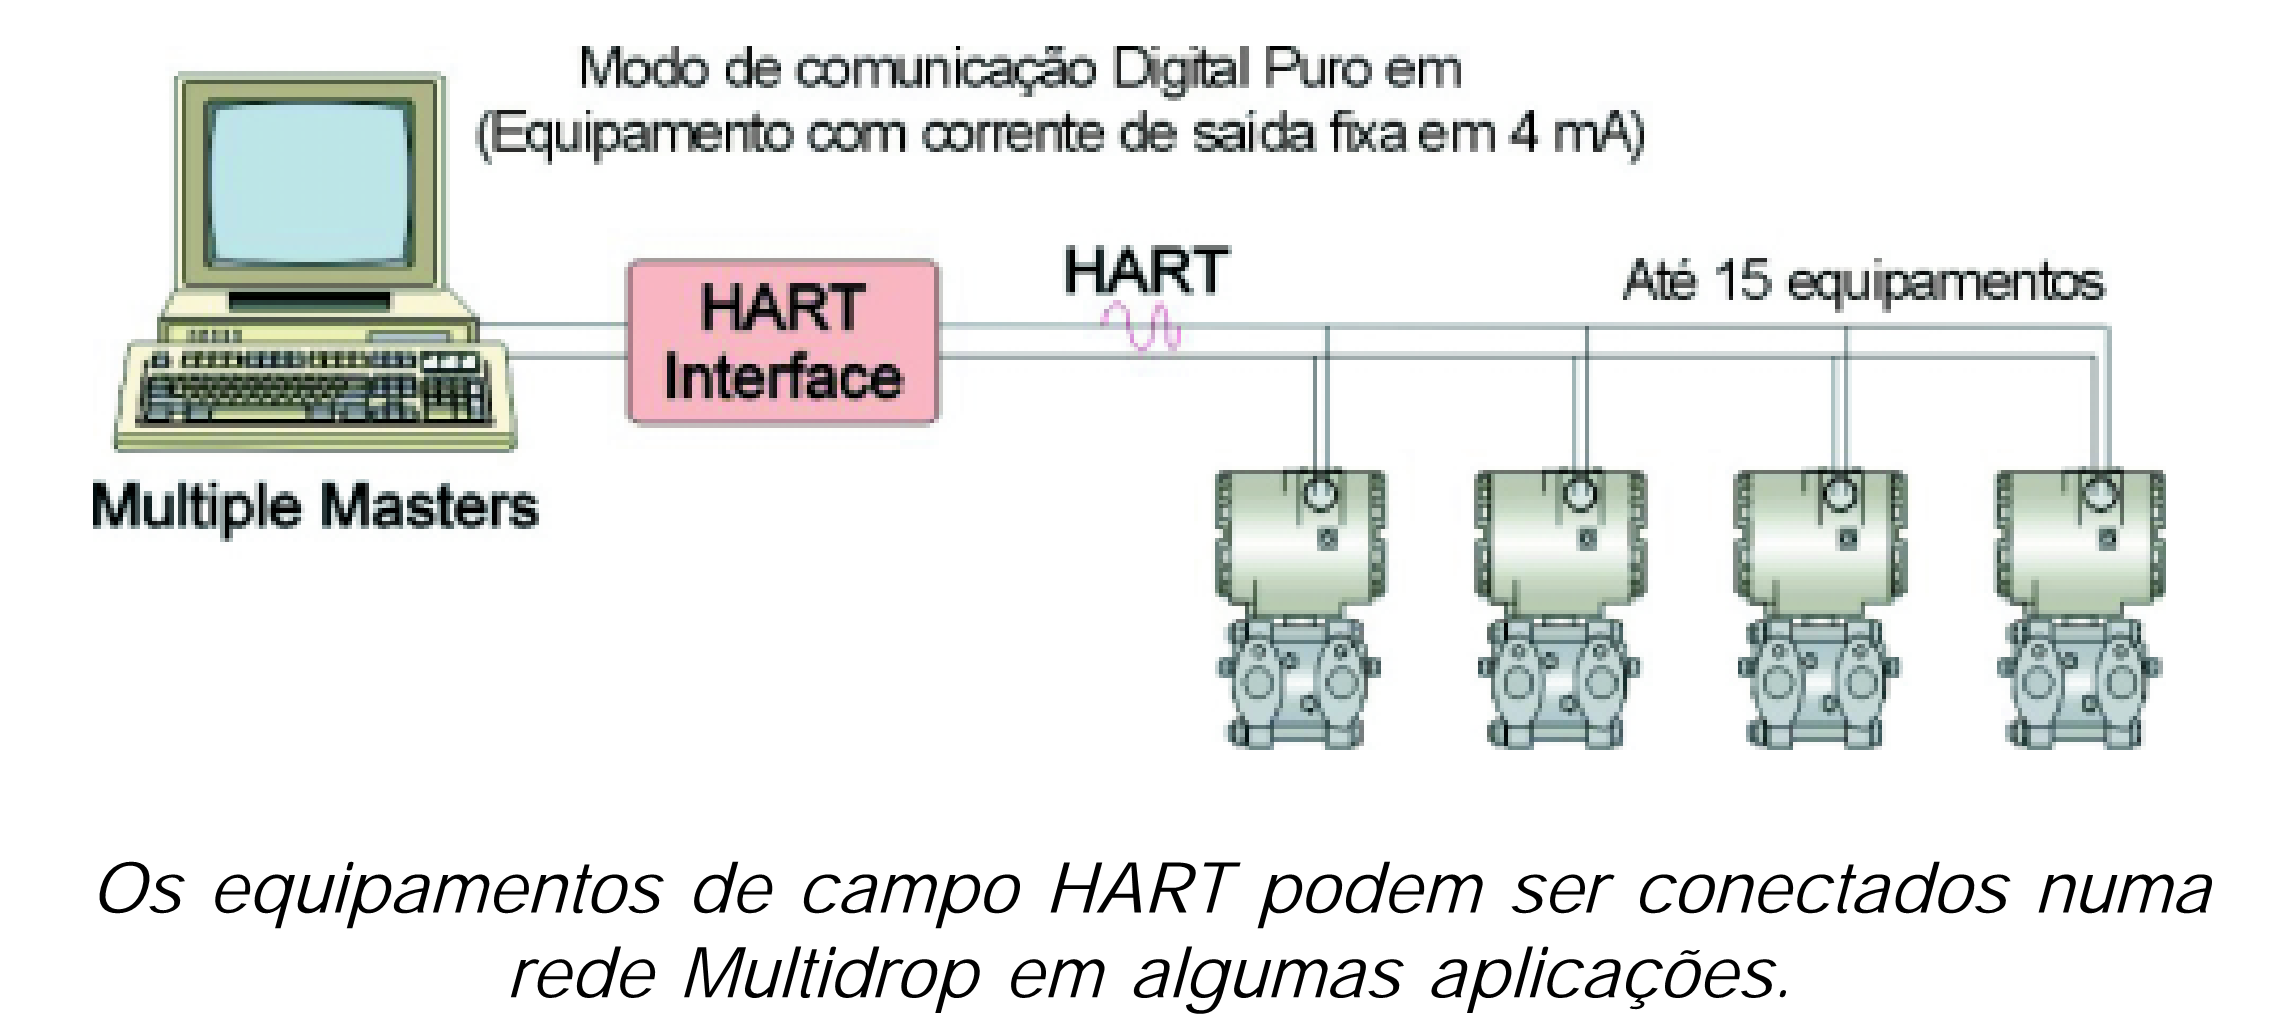 Modo de comunicação Digital Puro em
(Equipamento com corrente de saída fixa em 4 mA)
HART
Até 15 equipamentos
HART
Interface
Multiple Masters
Os equipamentos de campo HART podem ser conectados numa
rede Multidrop em algumas aplicações.